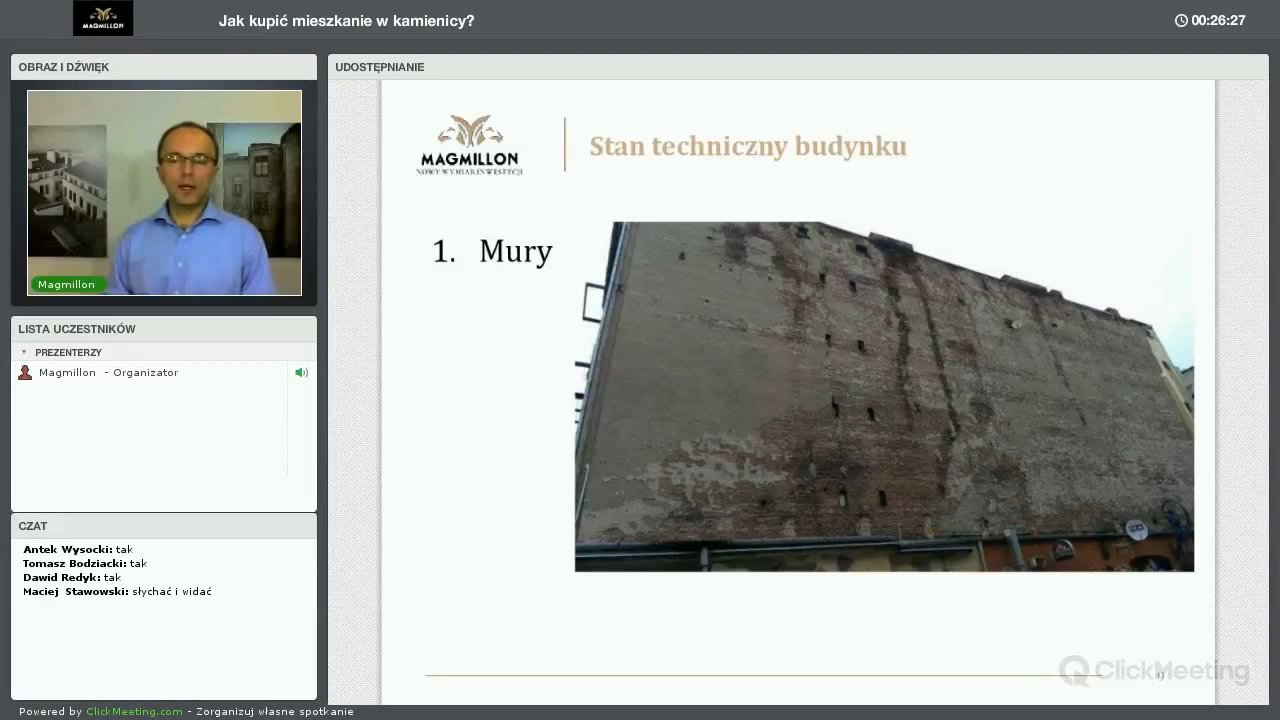 MAGMILLON
Jak kupić mieszkanie w kamienicy?
00:26:27
OBRAZ I DŹWIĘK
Magmillon
LISTA UCZESTNIKÓW
PREZENTERZY
Magmillon - Organizator
CZAT
Antek Wysocki: tak
Tomasz Bodziacki: tak
Dawid Redyk: tak
Maciej Stawowski: słychać i widać
UDOSTĘPNIANIE
MAGMILLON
NOWY WYMIAR INWESTYCJI
Stan techniczny budynku
1. Mury
ClickMeeting
9
Powered by ClickMeeting.com - Zorganizuj własne spotkanie